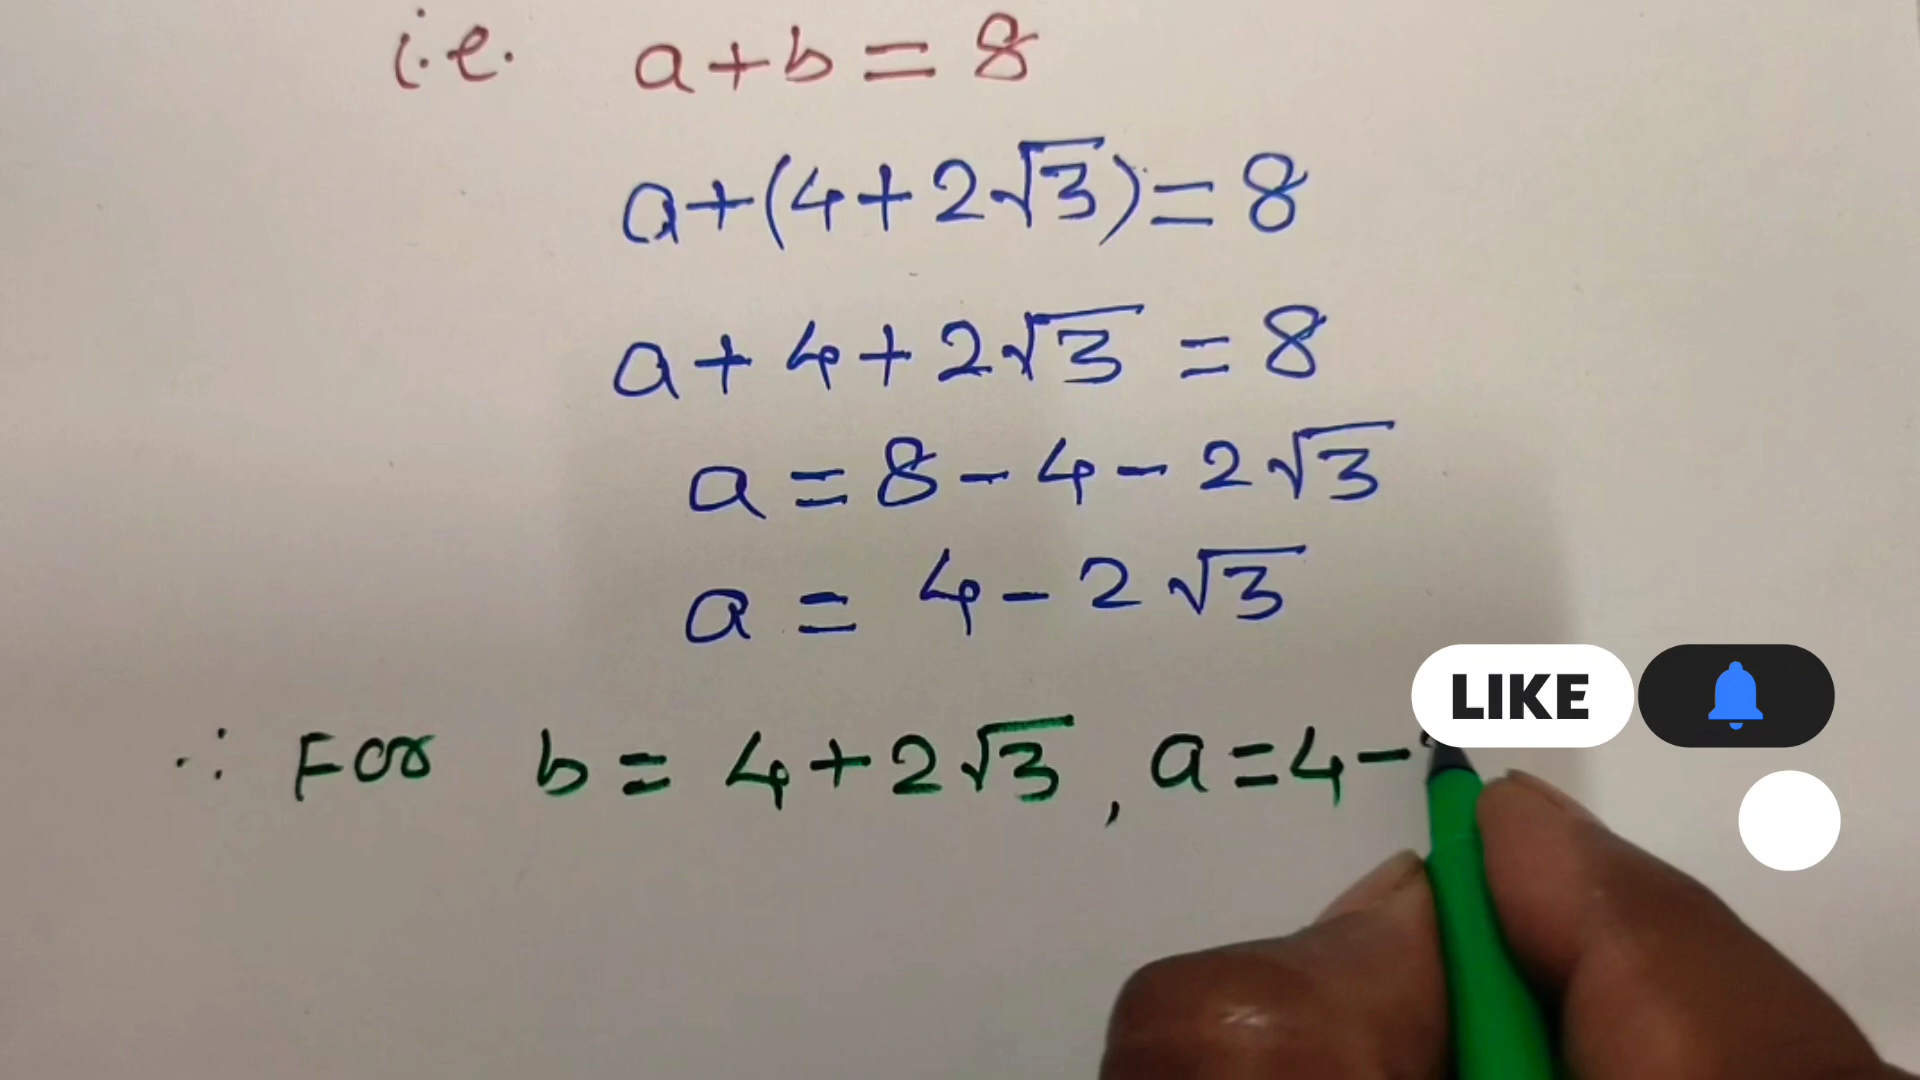 i.e. a+b=8
a+(4+2√3)=8
a+4+2√3=8
a=8-4-2√3
a=4-2√3
∴ For b=4+2√3, a=4-
LIKE